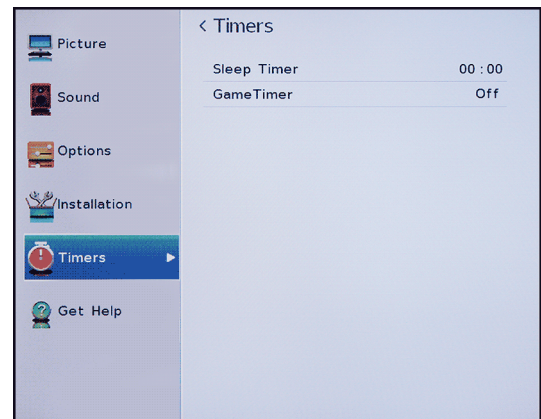 Timers
Picture
Sound
Options
Installation
Timers
Get Help
Sleep Timer 00 : 00
GameTimer Off